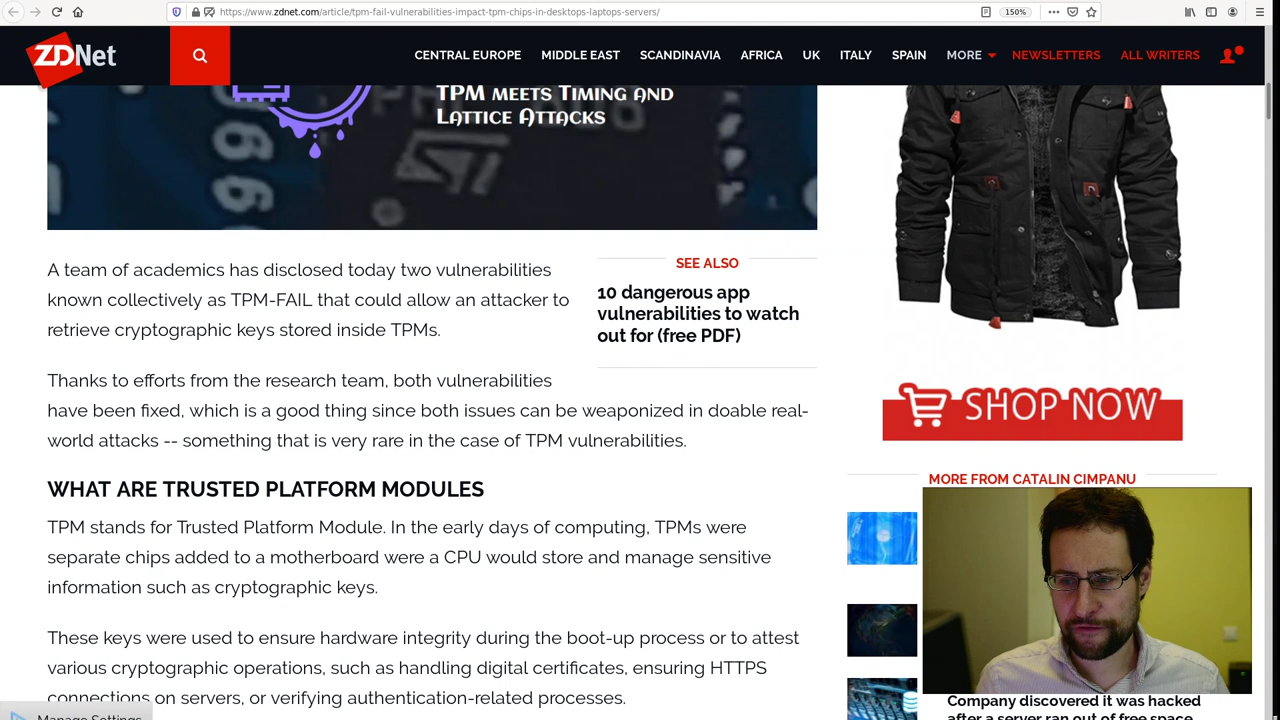 https://www.zdnet.com/article/tpm-fail-vulnerabilities-impact-tpm-chips-in-desktops-laptops-servers/
150%
ZDNet
CENTRAL EUROPE MIDDLE EAST SCANDINAVIA AFRICA UK ITALY SPAIN MORE NEWSLETTERS ALL WRITERS
TPM MEETS TIMING AND
LATTICE ATTACKS
A team of academics has disclosed today two vulnerabilities
known collectively as TPM-FAIL that could allow an attacker to
retrieve cryptographic keys stored inside TPMs.
SEE ALSO
10 dangerous app
vulnerabilities to watch
out for (free PDF)
Thanks to efforts from the research team, both vulnerabilities
have been fixed, which is a good thing since both issues can be weaponized in doable real-
world attacks -- something that is very rare in the case of TPM vulnerabilities.
WHAT ARE TRUSTED PLATFORM MODULES
TPM stands for Trusted Platform Module. In the early days of computing, TPMs were
separate chips added to a motherboard were a CPU would store and manage sensitive
information such as cryptographic keys.
These keys were used to ensure hardware integrity during the boot-up process or to attest
various cryptographic operations, such as handling digital certificates, ensuring HTTPS
connections on servers, or verifying authentication-related processes.
Manage Settings
SHOP NOW
MORE FROM CATALIN CIMPANU
Company discovered it was hacked
after a server ran out of free space